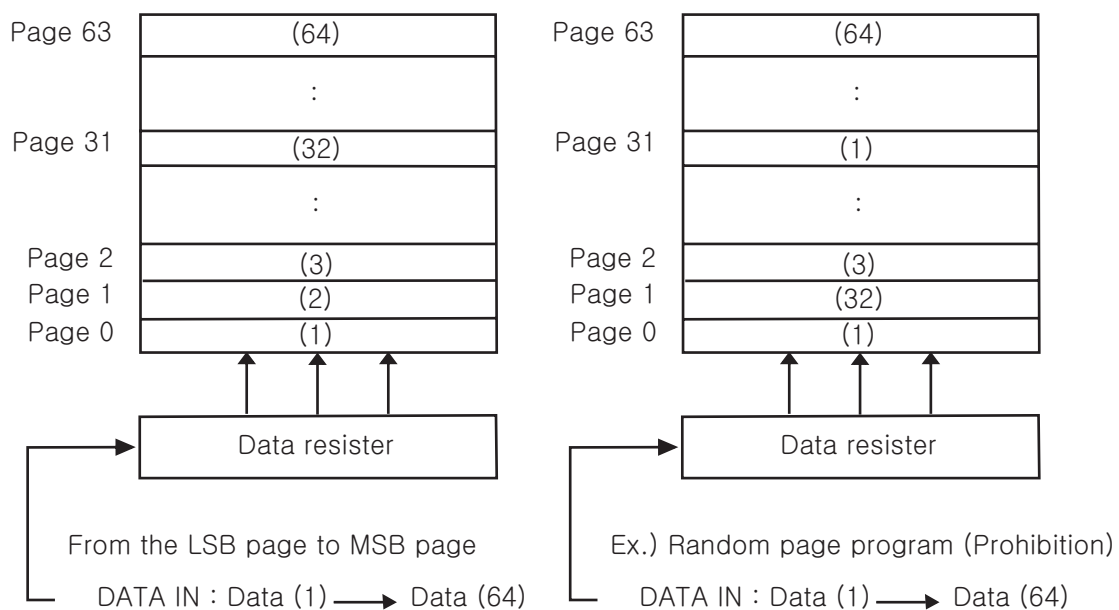 Page 63 (64)
:
Page 31 (32)
:
Page 2 (3)
Page 1 (2)
Page 0 (1)
Data resister
From the LSB page to MSB page
DATA IN : Data (1) Data (64)
Page 63 (64)
:
Page 31 (1)
:
Page 2 (3)
Page 1 (32)
Page 0 (1)
Data resister
Ex.) Random page program (Prohibition)
DATA IN : Data (1) Data (64)